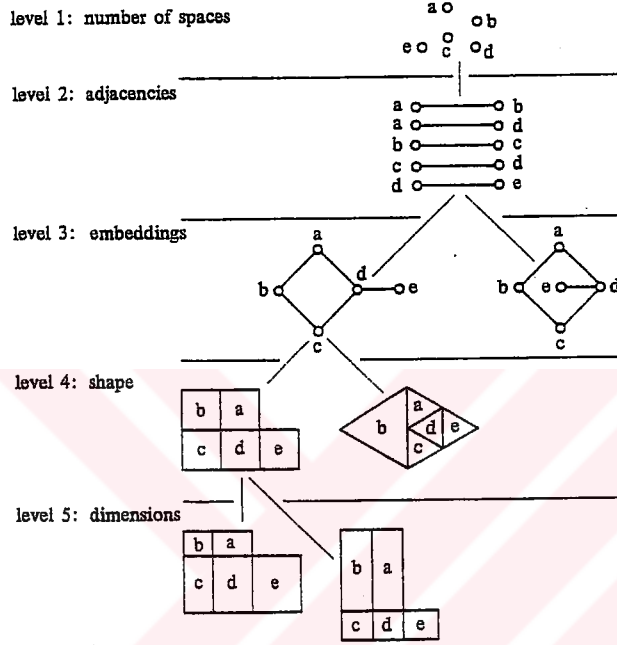 level 1: number of spaces
a
b
e
c
d
level 2: adjacencies
a b
a d
b c
c d
d e
level 3: embeddings
a
d
b
e
c
a
b
e
d
c
level 4: shape
b a
c d e
a
b
d
e
c
level 5: dimensions
b a
c d e
b a
c d e